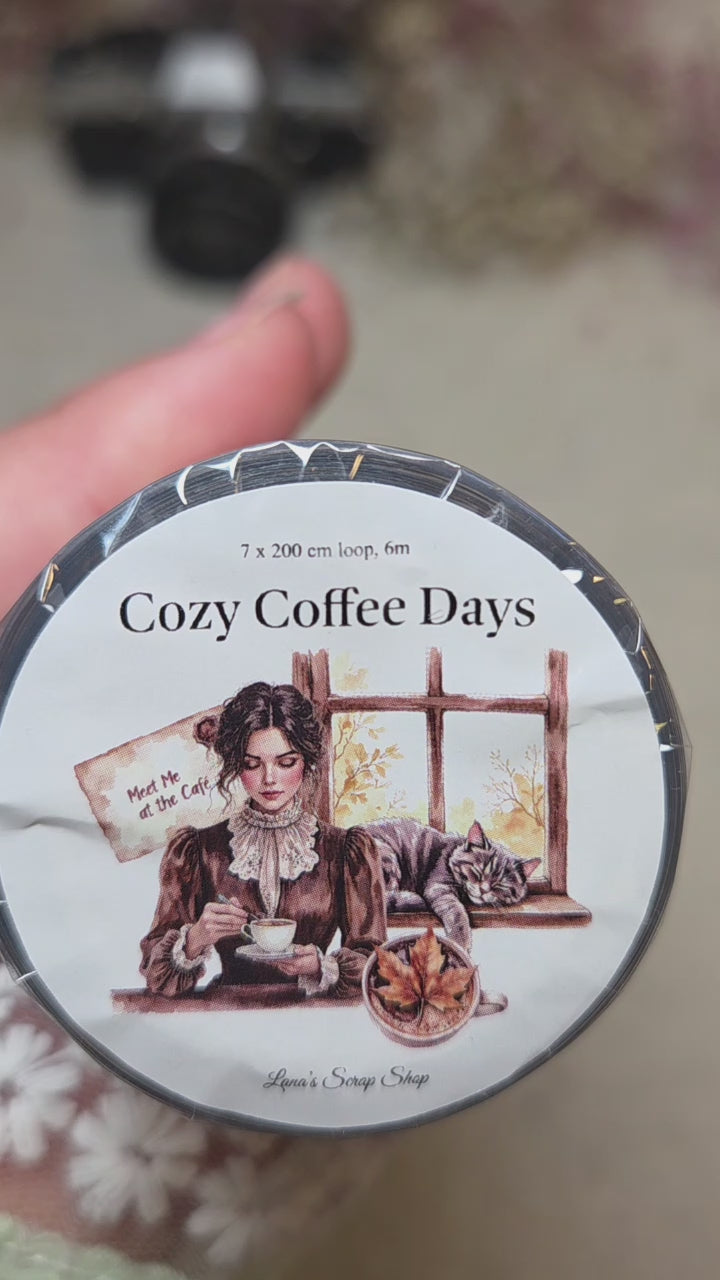 7 x 200 cm loop, 6m
Cozy Coffee Days
Meet Me
at the Café
Lana's Scrap Shop